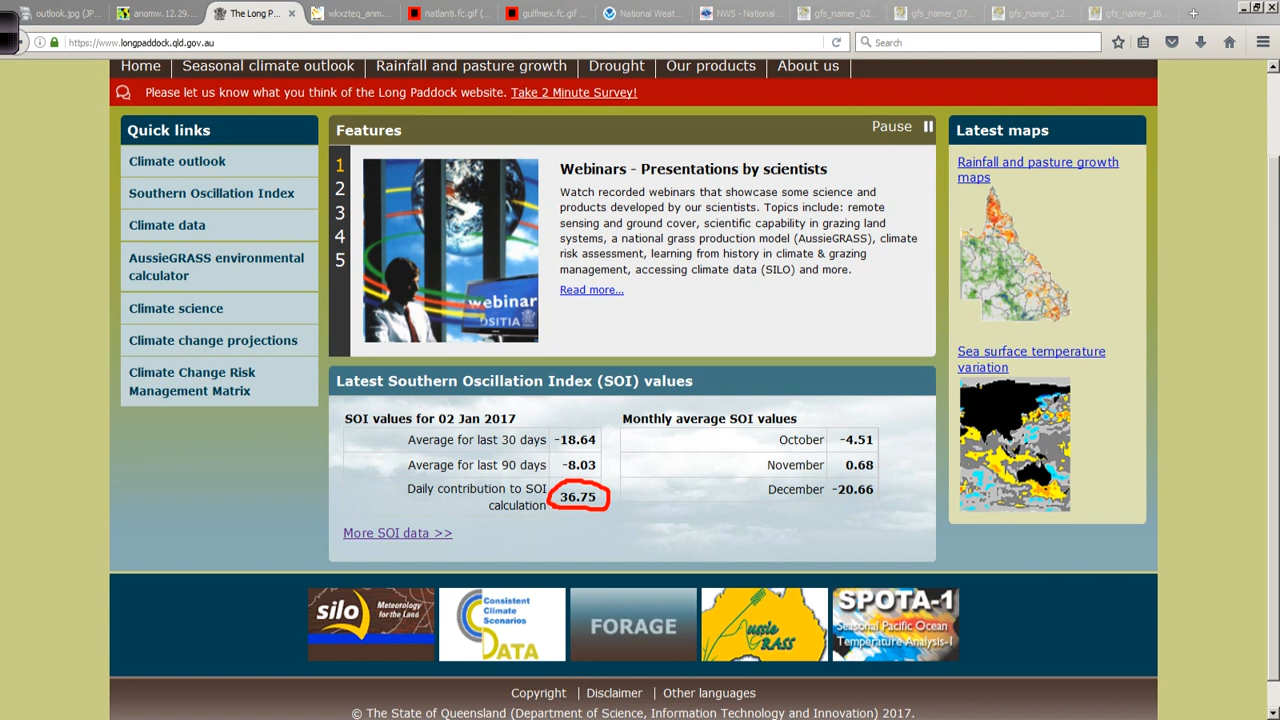 outlook.jpg (JP...
anomw.12.29....
The Long P...
wkxzteq_anm....
natlanti.fc.gif (...
gulfmex.fc.gif ...
National Weat...
NWS - National...
gfs_namer_02...
gfs_namer_07...
gfs_namer_12...
gfs_namer_16...
https://www.longpaddock.qld.gov.au
Search
Home
Seasonal climate outlook
Rainfall and pasture growth
Drought
Our products
About us
Please let us know what you think of the Long Paddock website. Take 2 Minute Survey!
Quick links
Climate outlook
Southern Oscillation Index
Climate data
AussieGRASS environmental
calculator
Climate science
Climate change projections
Climate Change Risk
Management Matrix
Features
Pause
1
2
3
4
5
webinar
DSITIA
Webinars - Presentations by scientists
Watch recorded webinars that showcase some science and
products developed by our scientists. Topics include: remote
sensing and ground cover, scientific capability in grazing land
systems, a national grass production model (AussieGRASS), climate
risk assessment, learning from history in climate & grazing
management, accessing climate data (SILO) and more.
Read more...
Latest maps
Rainfall and pasture growth
maps
Sea surface temperature
variation
Latest Southern Oscillation Index (SOI) values
SOI values for 02 Jan 2017
Average for last 30 days -18.64
Average for last 90 days -8.03
Daily contribution to SOI
calculation 36.75
Monthly average SOI values
October -4.51
November 0.68
December -20.66
More SOI data >>
silo
Meteorology
for the Land
Consistent
Climate
Scenarios
DATA
FORAGE
Aussie
GRASS
SPOTA-1
Seasonal Pacific Ocean
Temperature Analysis-1
Copyright
Disclaimer
Other languages
© The State of Queensland (Department of Science, Information Technology and Innovation) 2017.